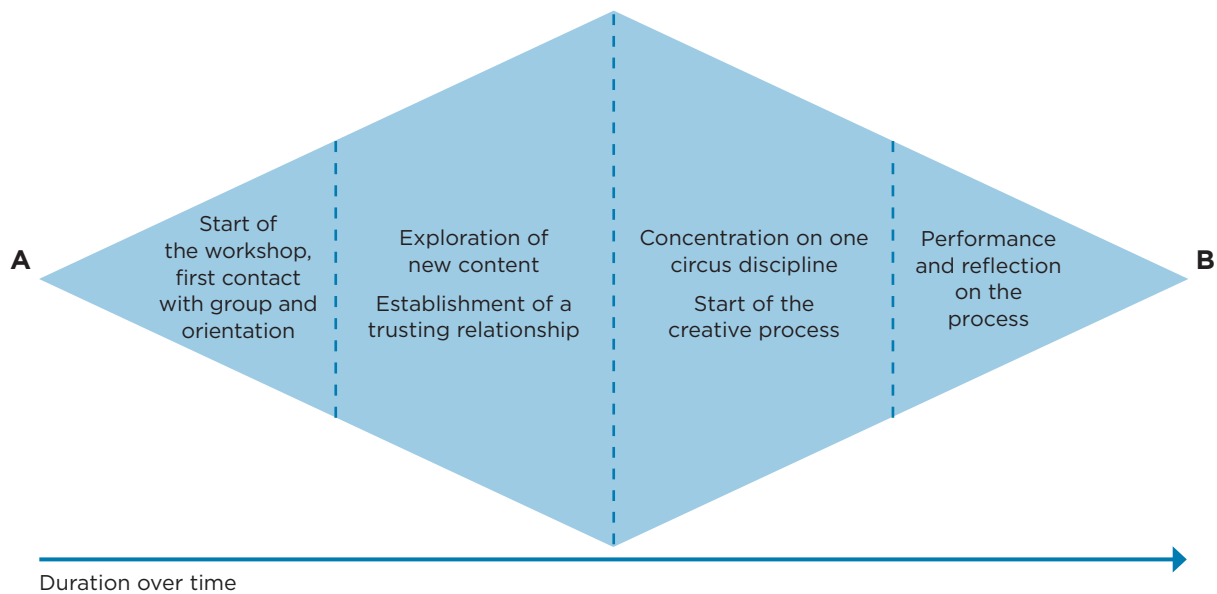 A
Start of
the workshop,
first contact
with group and
orientation
Exploration of
new content
Establishment of a
trusting relationship
Concentration on one
circus discipline
Start of the
creative process
Performance
and reflection
on the
process
B
Duration over time